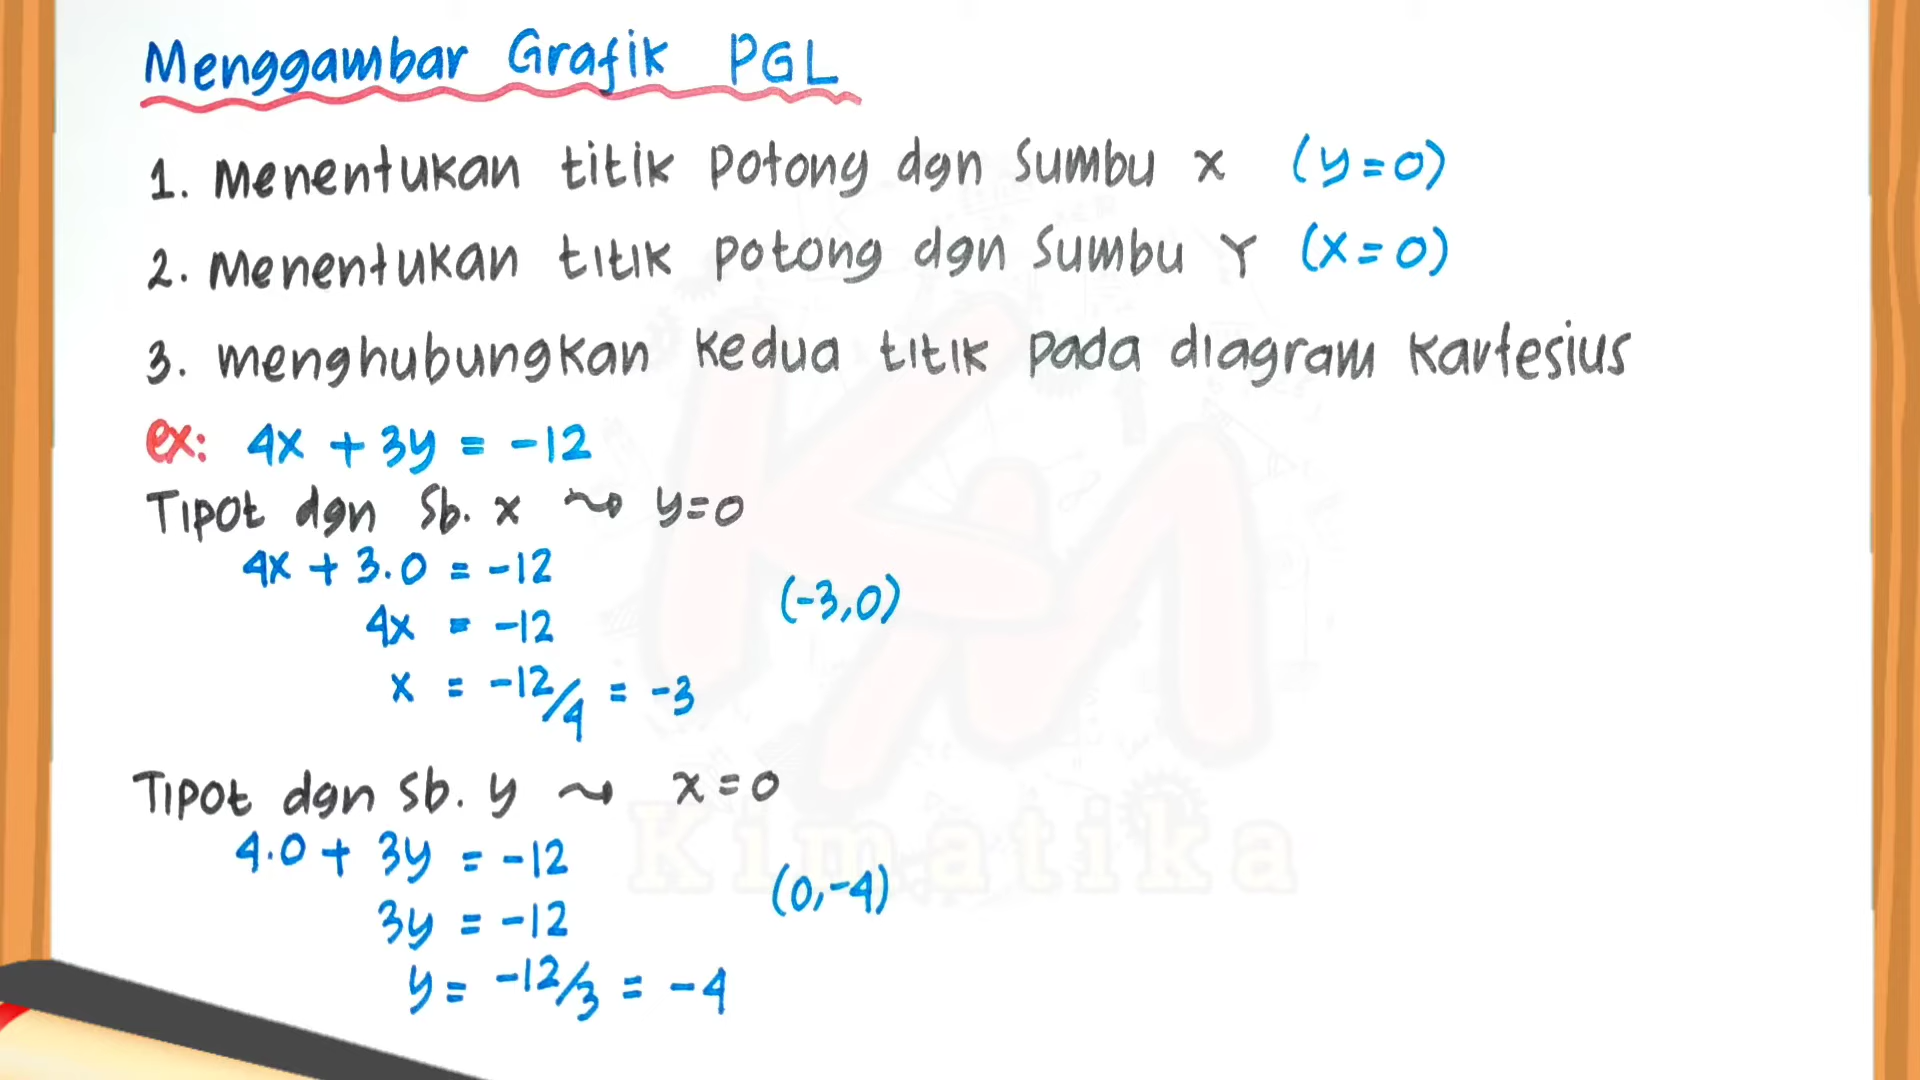 Menggambar Grafik PGL
1. Menentukan titik potong dgn Sumbu x (y=0)
2. Menentukan titik potong dgn Sumbu Y (x=0)
3. menghubungkan kedua titik pada diagram kartesius
ex: 4x + 3y = -12
Tipot dgn Sb. x ⤳ y=0
4x + 3.0 = -12
4x = -12
(-3,0)
x = -12/4 = -3
Tipot dgn sb. y ⤳ x=0
4.0 + 3y = -12
3y = -12
(0,-4)
y = -12/3 = -4
Kimatika